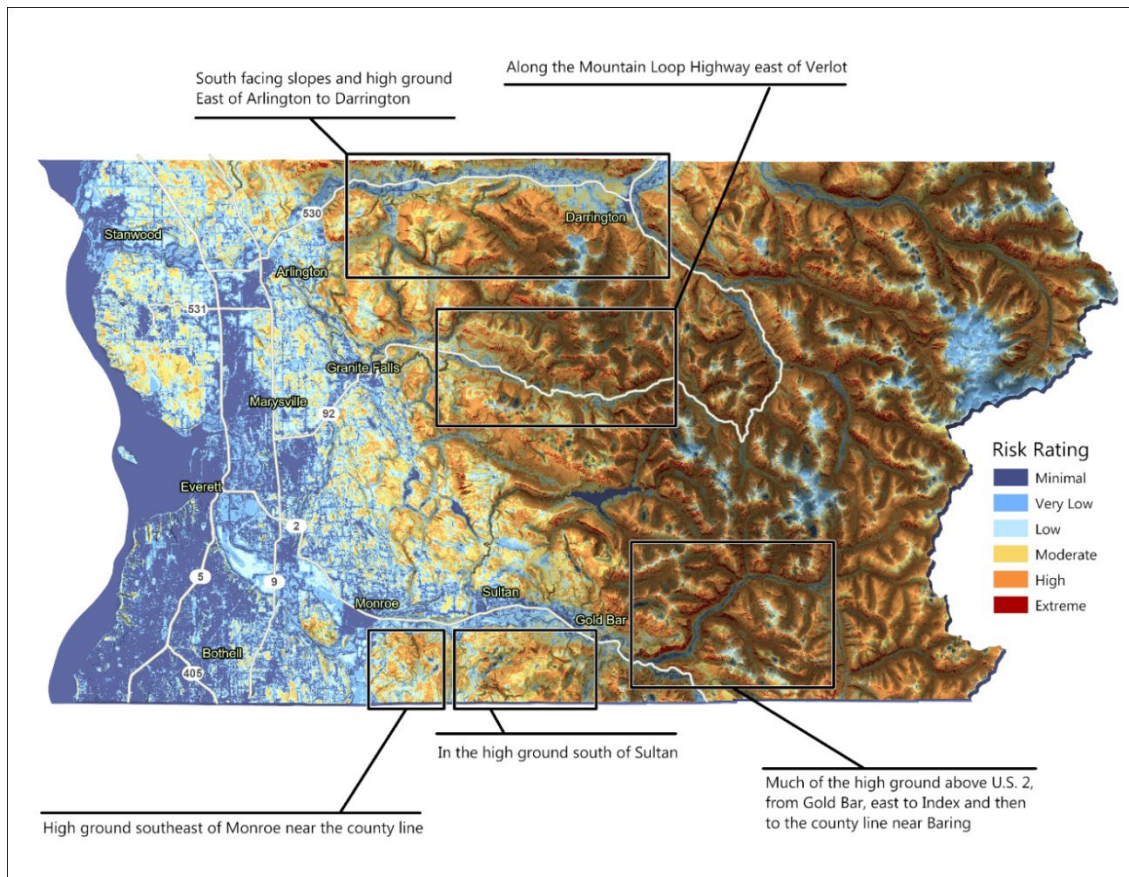 Along the Mountain Loop Highway east of Verlot
South facing slopes and high ground
East of Arlington to Darrington
530
Darrington
Stanwood
Arlington
531
Granite Falls
Marysville
92
Risk Rating
Minimal
Very Low
Low
Moderate
High
Extreme
Everett
2
5
9
Sultan
Monroe
Gold Bar
Bothell
405
In the high ground south of Sultan
Much of the high ground above U.S. 2,
from Gold Bar, east to Index and then
to the county line near Baring
High ground southeast of Monroe near the county line